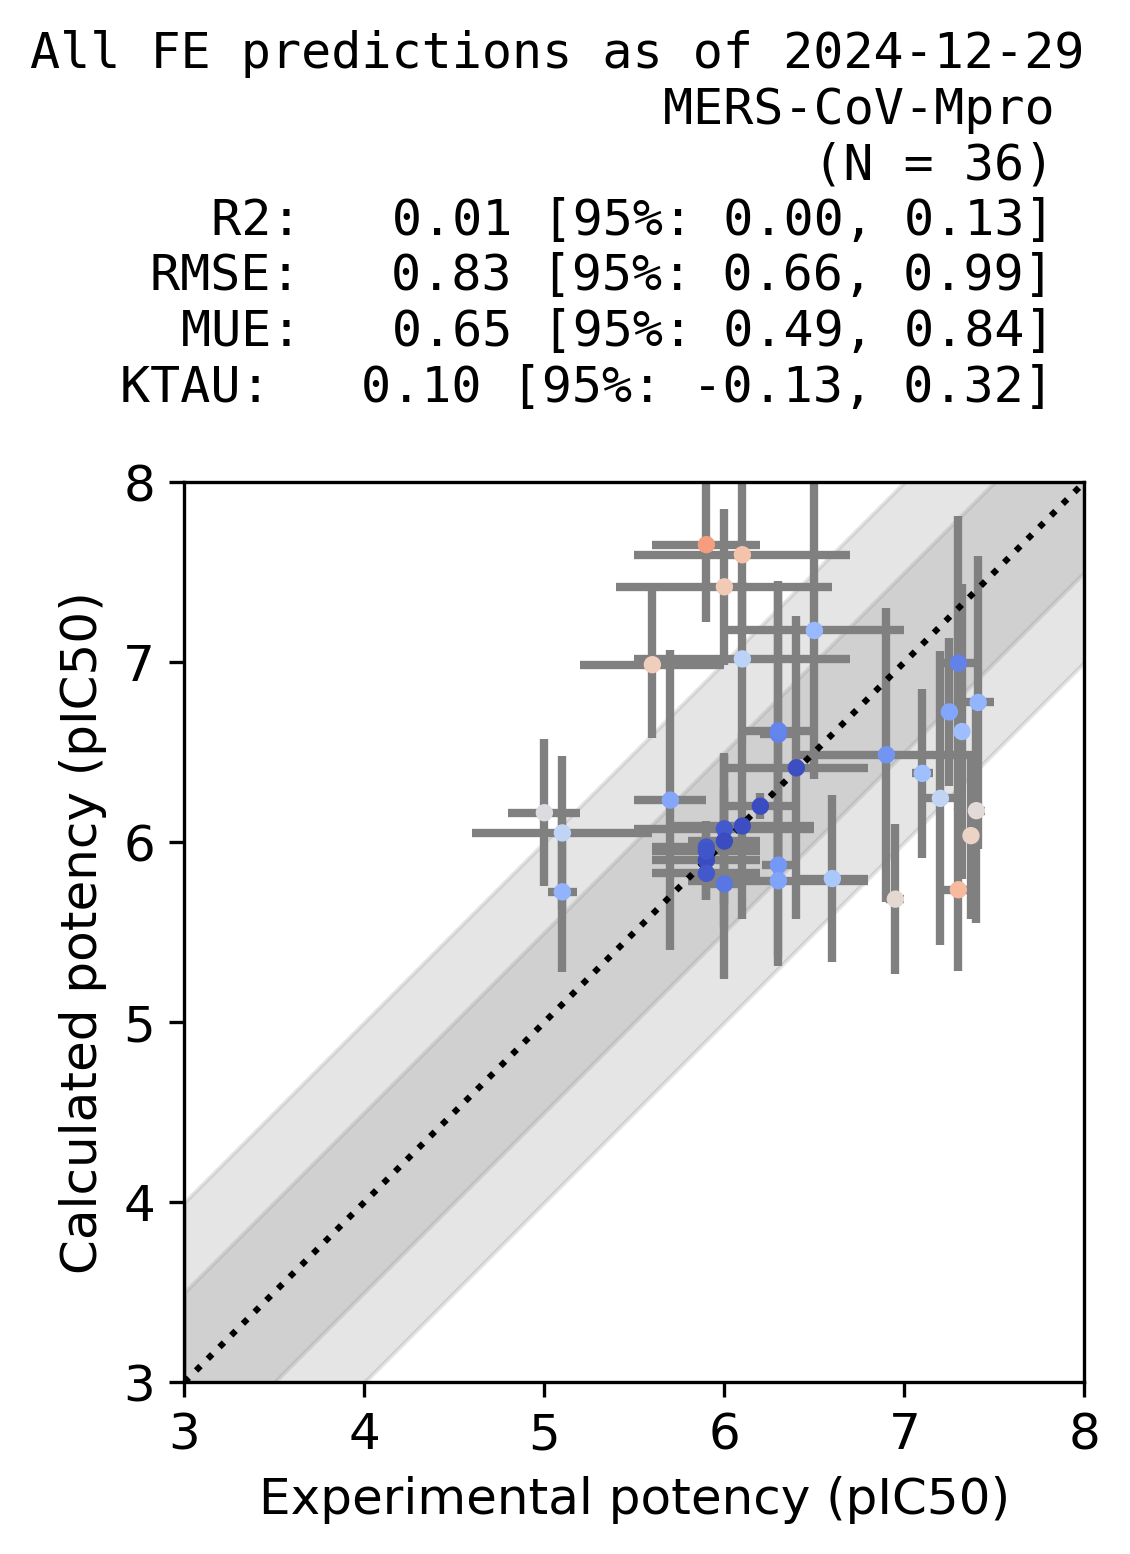 All FE predictions as of 2024-12-29
MERS-CoV-Mpro
(N = 36)
R2: 0.01 [95%: 0.00, 0.13]
RMSE: 0.83 [95%: 0.66, 0.99]
MUE: 0.65 [95%: 0.49, 0.84]
KTAU: 0.10 [95%: -0.13, 0.32]
8
7
6
5
4
3
Calculated potency (pIC50)
3 4 5 6 7 8
Experimental potency (pIC50)